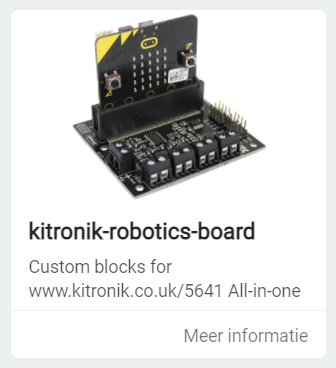 kitronik-robotics-board
Custom blocks for
www.kitronik.co.uk/5641 All-in-one
Meer informatie